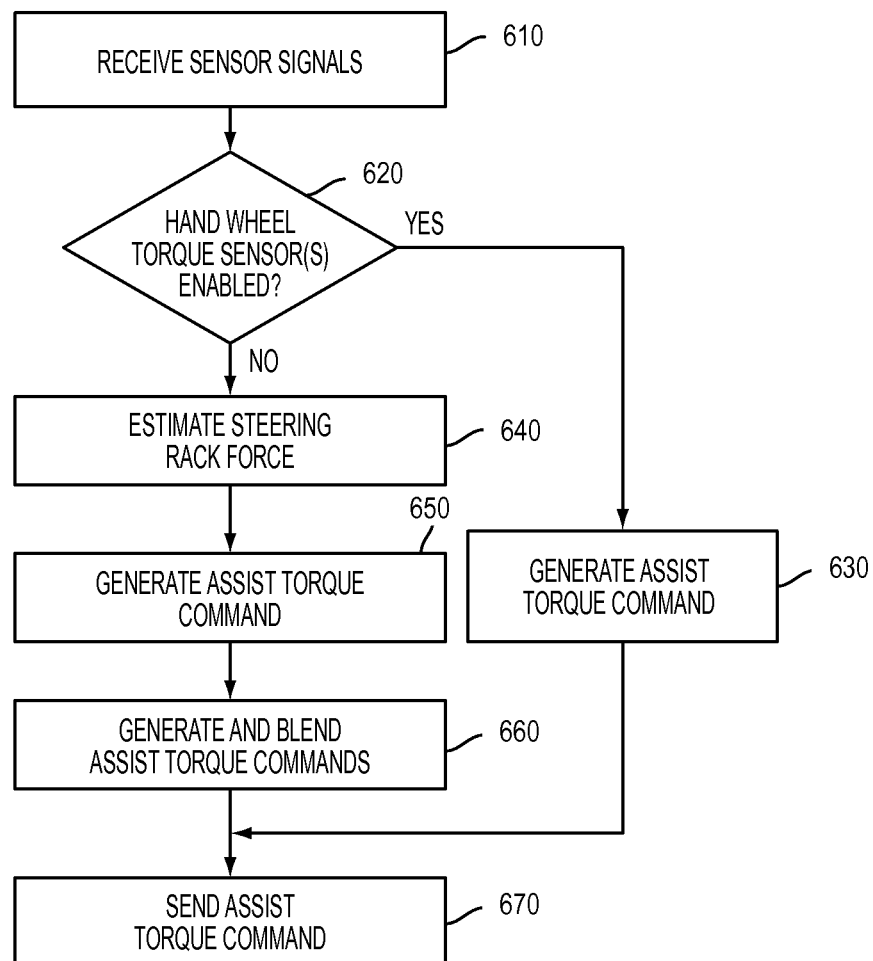 RECEIVE SENSOR SIGNALS
610
620
HAND WHEEL
TORQUE SENSOR(S)
ENABLED?
YES
NO
ESTIMATE STEERING
RACK FORCE
640
650
GENERATE ASSIST TORQUE
COMMAND
GENERATE ASSIST
TORQUE COMMAND
630
GENERATE AND BLEND
ASSIST TORQUE COMMANDS
660
SEND ASSIST
TORQUE COMMAND
670